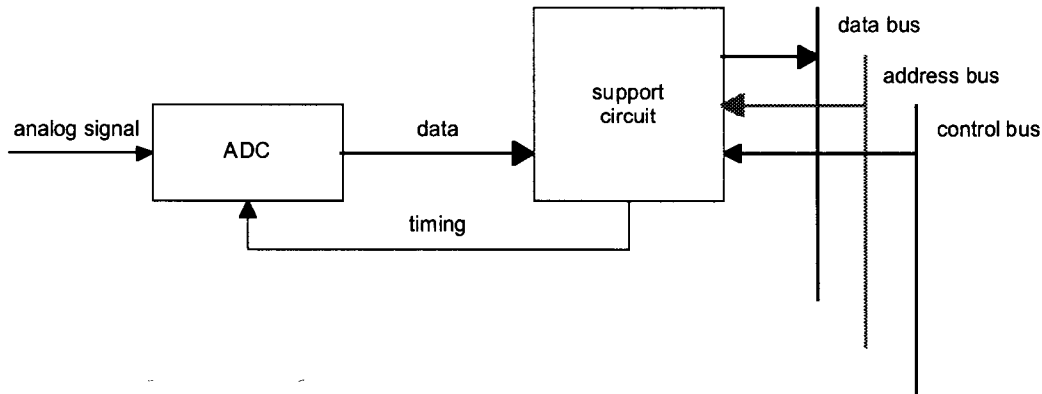 data bus
address bus
support
circuit
analog signal
data
control bus
ADC
timing